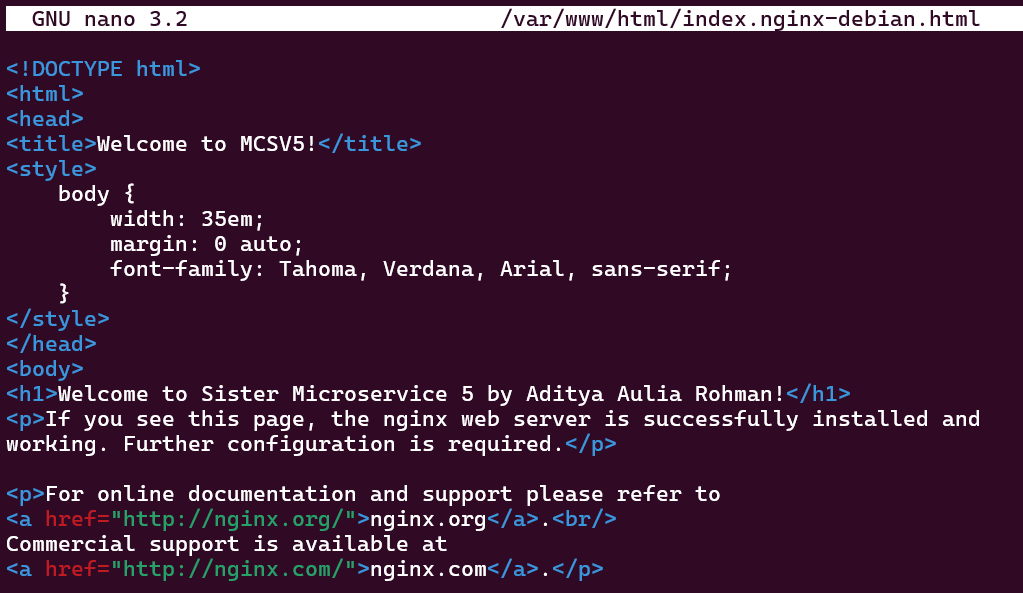 GNU nano 3.2 /var/www/html/index.nginx-debian.html
<!DOCTYPE html>
<html>
<head>
<title>Welcome to MCSV5!</title>
<style>
    body {
        width: 35em;
        margin: 0 auto;
        font-family: Tahoma, Verdana, Arial, sans-serif;
    }
</style>
</head>
<body>
<h1>Welcome to Sister Microservice 5 by Aditya Aulia Rohman!</h1>
<p>If you see this page, the nginx web server is successfully installed and
working. Further configuration is required.</p>

<p>For online documentation and support please refer to
<a href="http://nginx.org/">nginx.org</a>.<br/>
Commercial support is available at
<a href="http://nginx.com/">nginx.com</a>.</p>